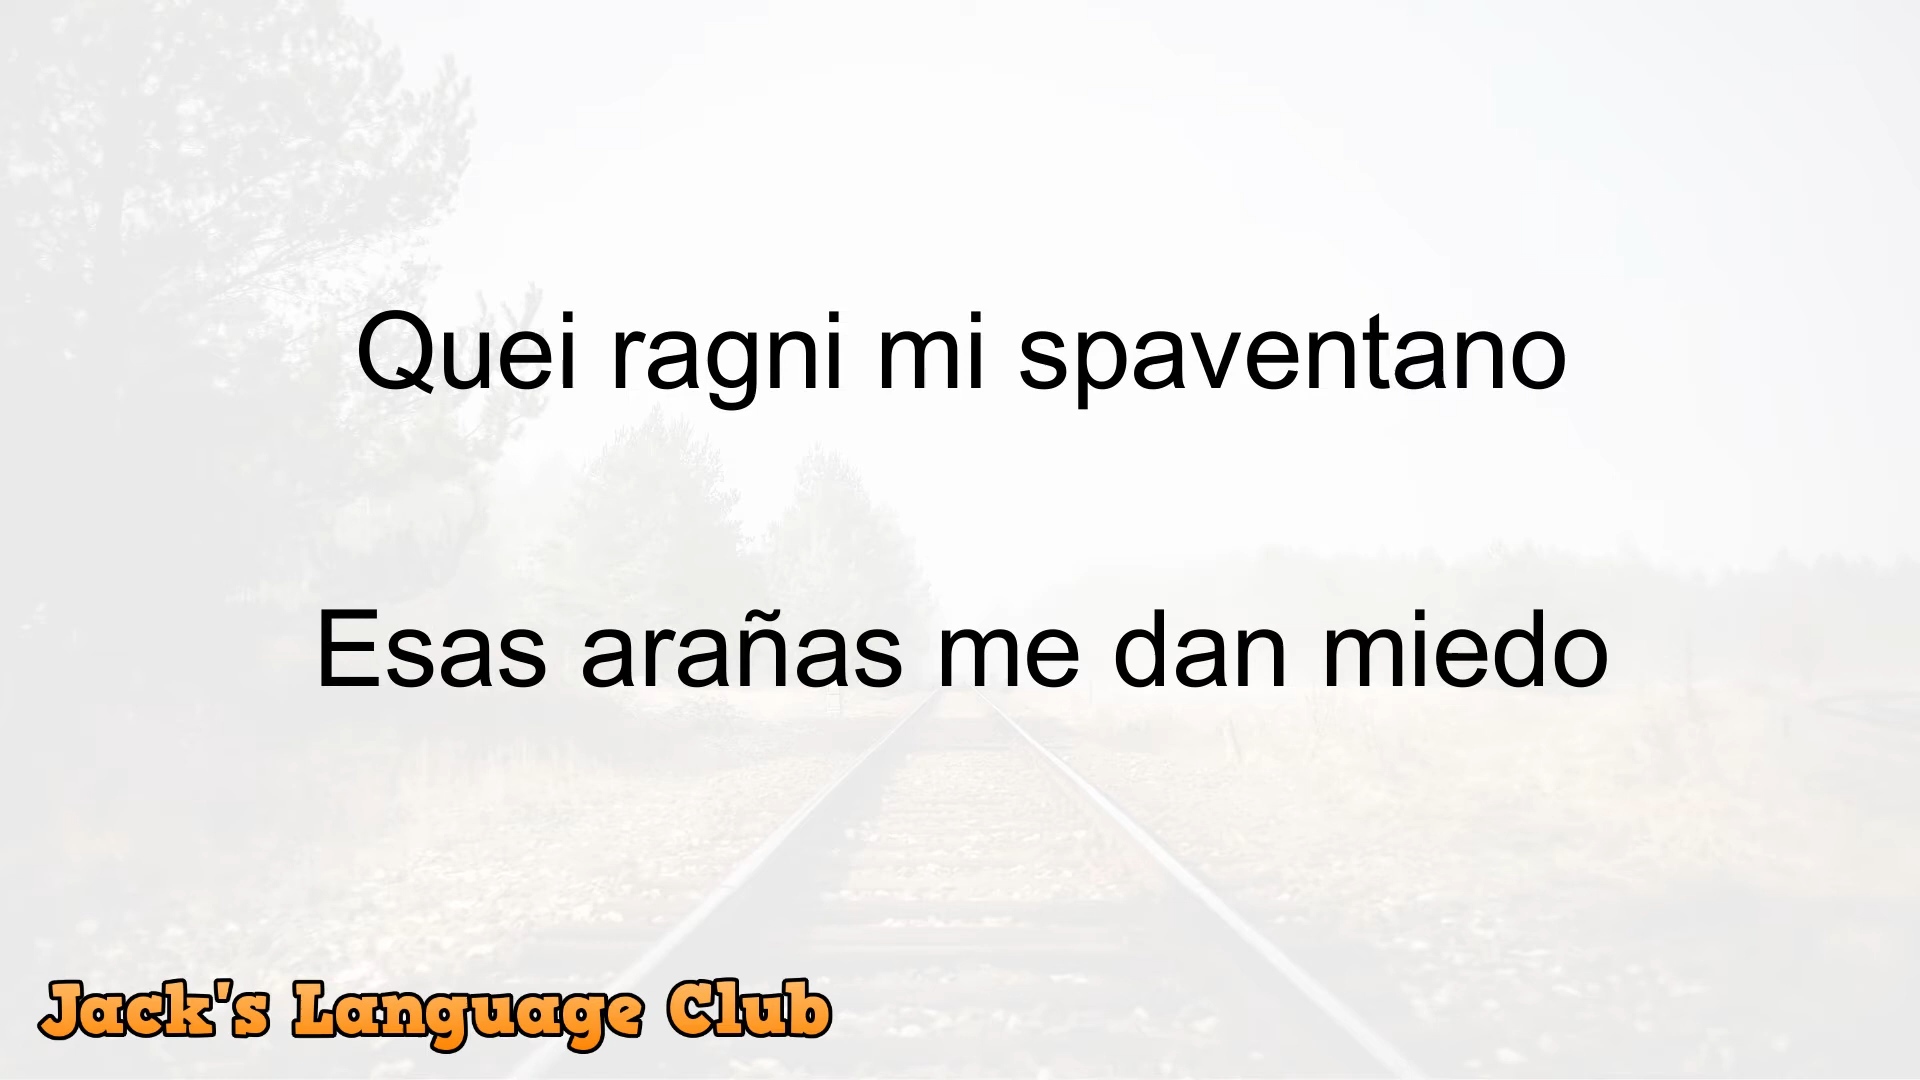 Quei ragni mi spaventano
Esas arañas me dan miedo
Jack's Language Club